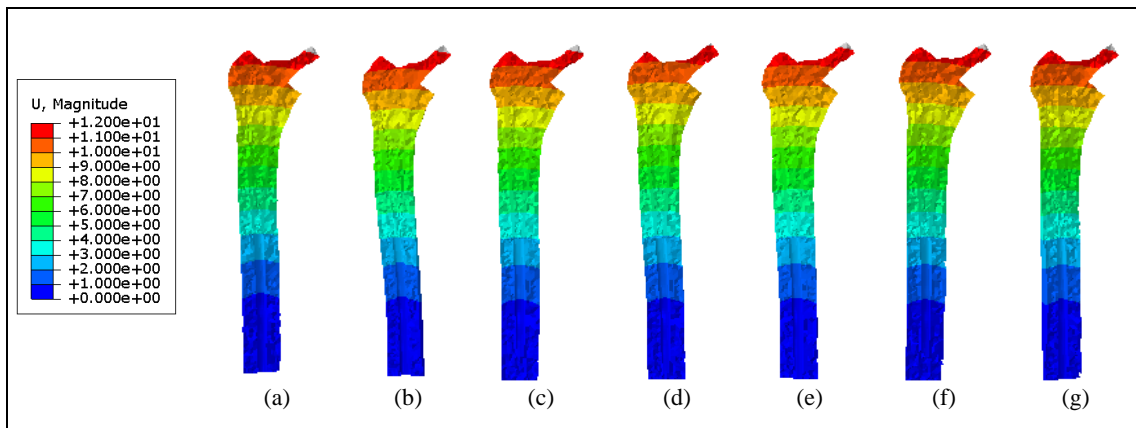 U, Magnitude
+1.200e+01
+1.100e+01
+1.000e+01
+9.000e+00
+8.000e+00
+7.000e+00
+6.000e+00
+5.000e+00
+4.000e+00
+3.000e+00
+2.000e+00
+1.000e+00
+0.000e+00
(a) (b) (c) (d) (e) (f) (g)